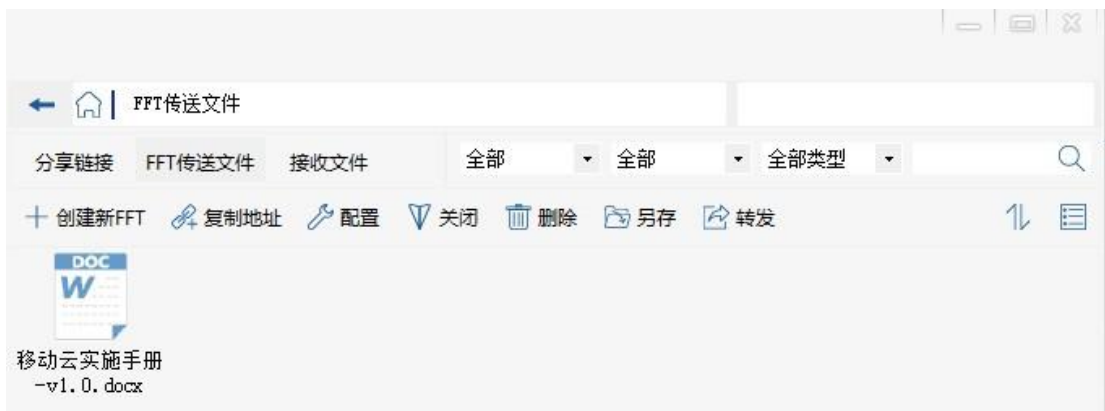 FFT传送文件
分享链接 FFT传送文件 接收文件 全部 全部 全部类型
创建新FFT 复制地址 配置 关闭 删除 另存 转发
DOC
W
移动云实施手册
-v1.0.docx